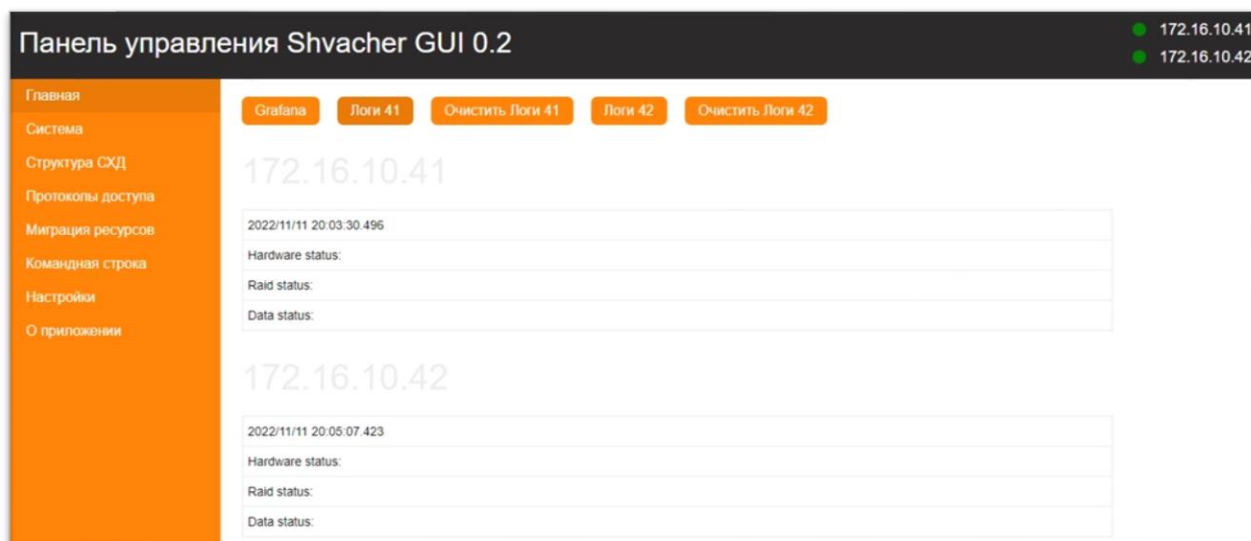 Панель управления Shvacher GUI 0.2
172.16.10.41
172.16.10.42
Главная
Система
Структура СХД
Протоколы доступа
Миграция ресурсов
Командная строка
Настройки
О приложении
Grafana Логи 41 Очистить Логи 41 Логи 42 Очистить Логи 42
172.16.10.41
2022/11/11 20:03:30.496
Hardware status:
Raid status:
Data status:
172.16.10.42
2022/11/11 20:05:07.423
Hardware status:
Raid status:
Data status: